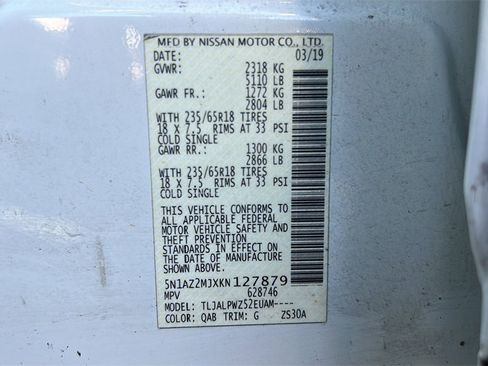 MFD BY NISSAN MOTOR CO., LTD.
DATE: 03/19
GVWR: 2318 KG
5110 LB
GAWR FR.: 1272 KG
2804 LB
WITH 235/65R18 TIRES
18 X 7.5 RIMS AT 33 PSI
COLD SINGLE
GAWR RR.: 1300 KG
2866 LB
WITH 235/65R18 TIRES
18 X 7.5 RIMS AT 33 PSI
COLD SINGLE
THIS VEHICLE CONFORMS TO
ALL APPLICABLE FEDERAL
MOTOR VEHICLE SAFETY AND
THEFT PREVENTION
STANDARDS IN EFFECT ON
THE DATE OF MANUFACTURE
SHOWN ABOVE.
5N1AZ2MJXKN127879
MPV 628746
MODEL: TLJALPWZ52EUAM----
COLOR: QAB TRIM: G ZS30A